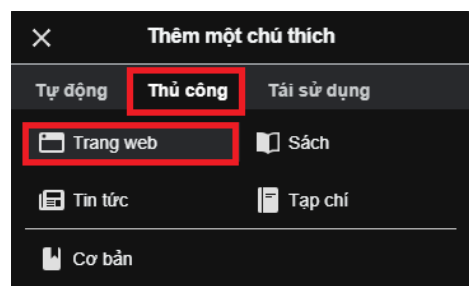 Thêm một chú thích
Tự động Thủ công Tái sử dụng
Trang web Sách
Tin tức Tạp chí
Cơ bản